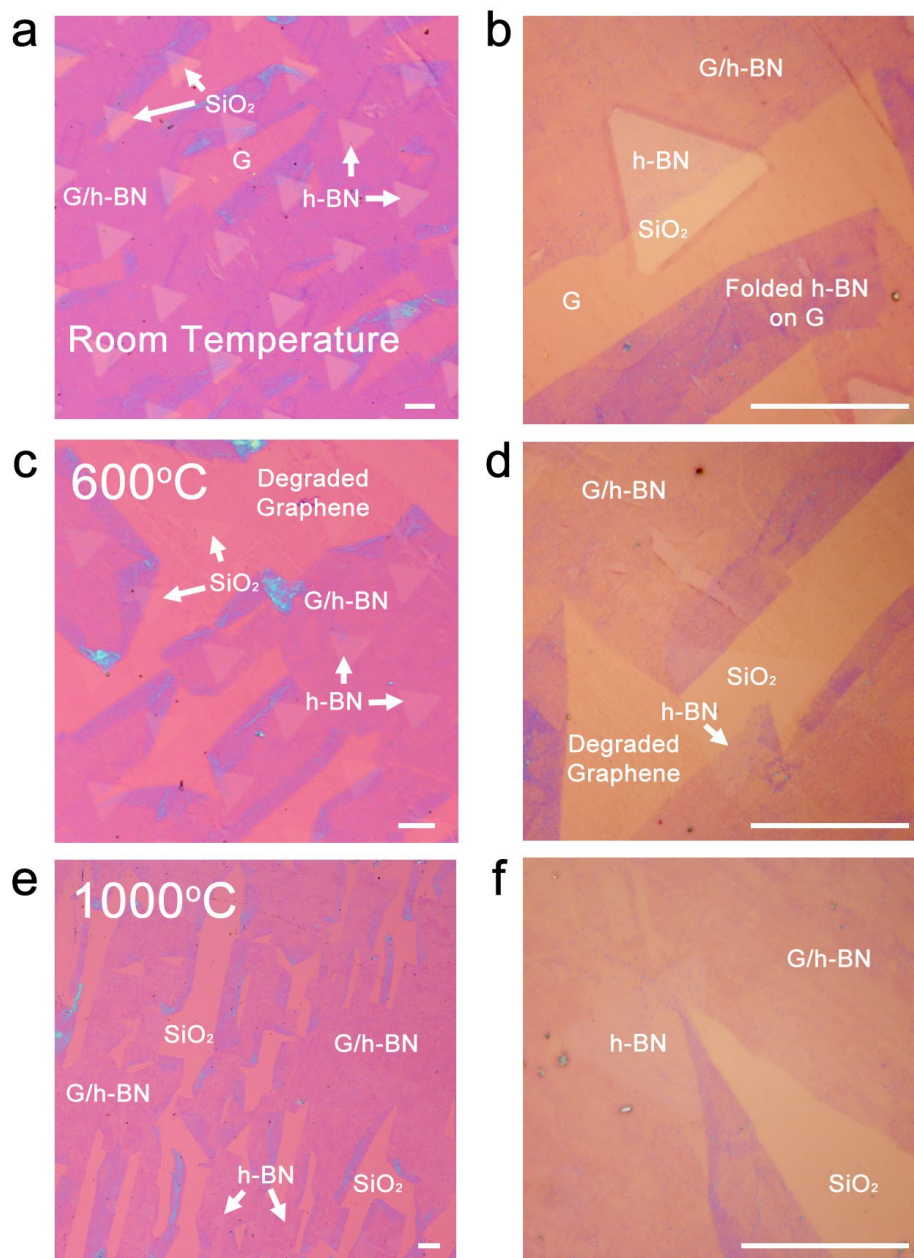 a
SiO₂
G
G/h-BN
h-BN
Room Temperature
b
G/h-BN
h-BN
SiO₂
G
Folded h-BN
on G
c
600°C
Degraded
Graphene
SiO₂
G/h-BN
h-BN
d
G/h-BN
SiO₂
h-BN
Degraded
Graphene
e
1000°C
SiO₂
G/h-BN
G/h-BN
h-BN
SiO₂
f
G/h-BN
h-BN
SiO₂